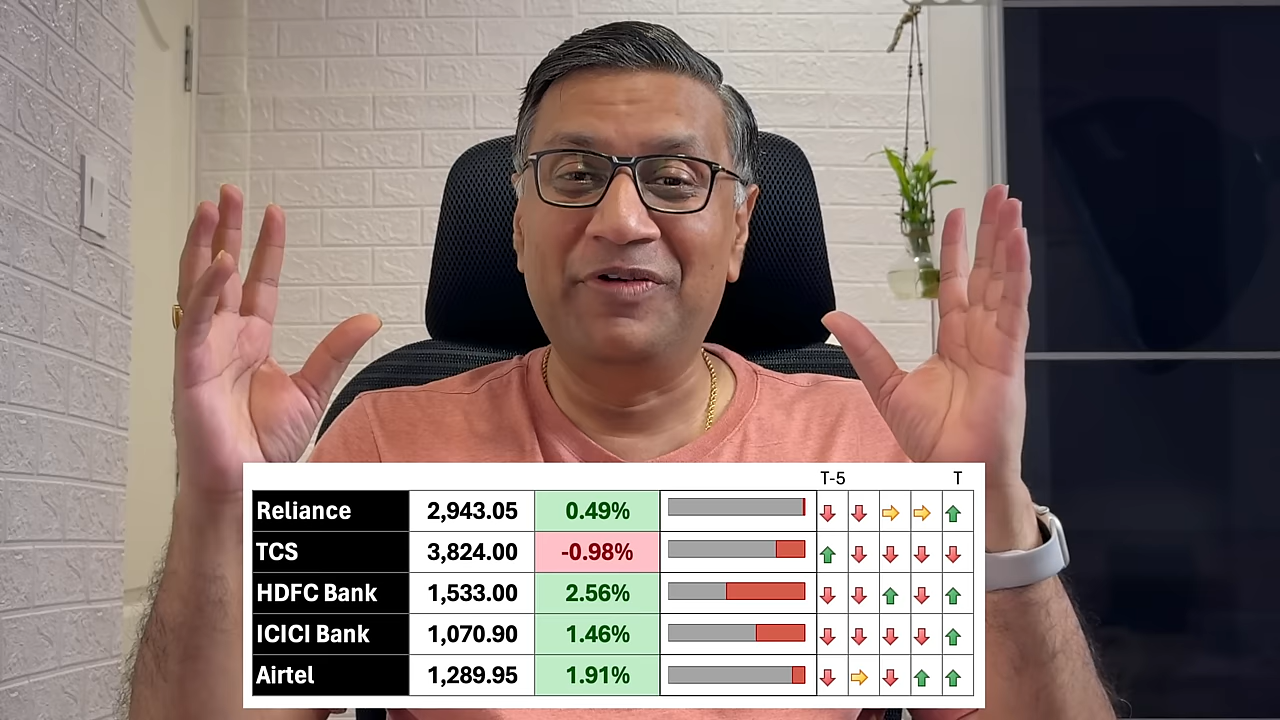 T-5 T
Reliance 2,943.05 0.49%
TCS 3,824.00 -0.98%
HDFC Bank 1,533.00 2.56%
ICICI Bank 1,070.90 1.46%
Airtel 1,289.95 1.91%